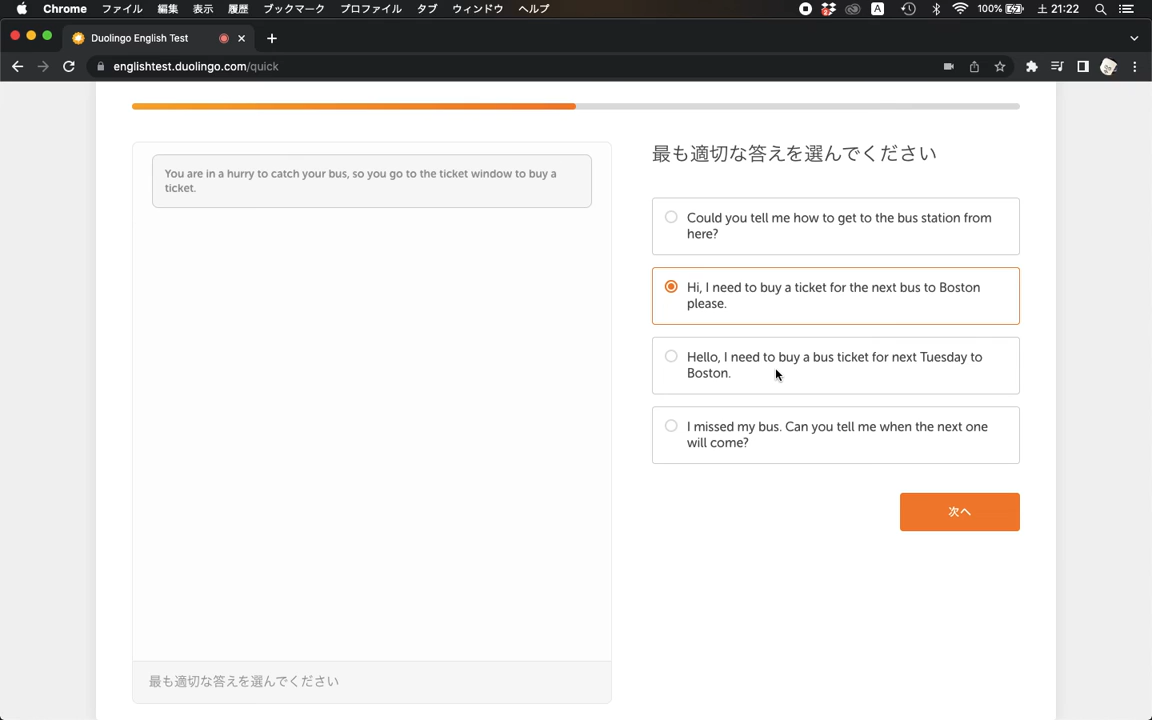 Chrome ファイル 編集 表示 履歴 ブックマーク プロファイル タブ ウィンドウ ヘルプ A 100% 土 21:22
Duolingo English Test
englishtest.duolingo.com/quick
You are in a hurry to catch your bus, so you go to the ticket window to buy a
ticket.
最も適切な答えを選んでください
最も適切な答えを選んでください
Could you tell me how to get to the bus station from
here?
Hi, I need to buy a ticket for the next bus to Boston
please.
Hello, I need to buy a bus ticket for next Tuesday to
Boston.
I missed my bus. Can you tell me when the next one
will come?
次へ